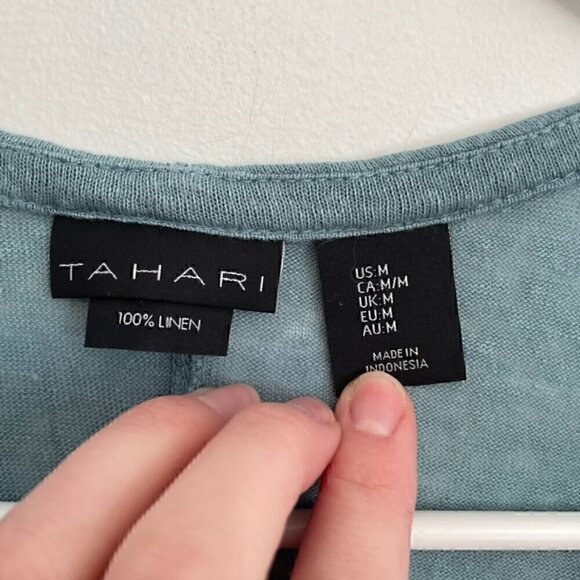 TAHARI
100% LINEN
US:M
CA:M/M
UK:M
EU:M
AU:M
MADE IN
INDONESIA